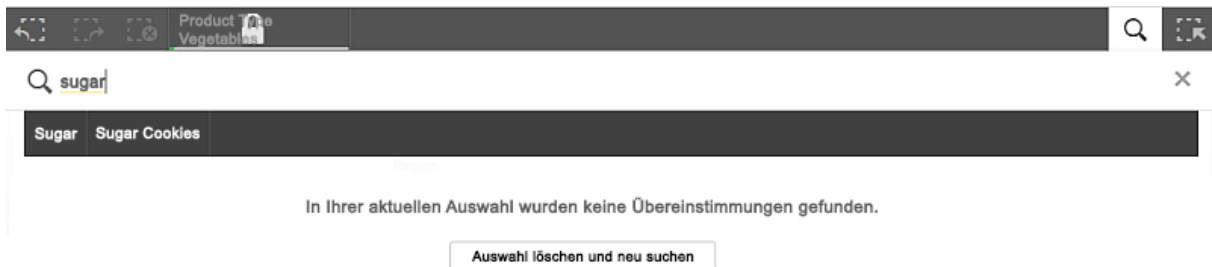 Product Type
Vegetables
sugar
Sugar Sugar Cookies
In Ihrer aktuellen Auswahl wurden keine Übereinstimmungen gefunden.
Auswahl löschen und neu suchen